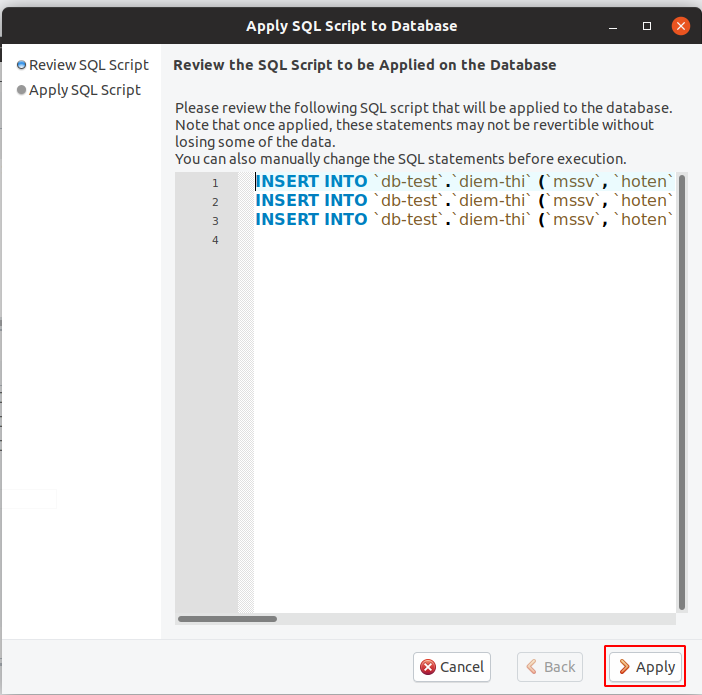 Apply SQL Script to Database
Review SQL Script
Apply SQL Script
Review the SQL Script to be Applied on the Database
Please review the following SQL script that will be applied to the database.
Note that once applied, these statements may not be revertible without
losing some of the data.
You can also manually change the SQL statements before execution.
1 INSERT INTO `db-test`.`diem-thi` (`mssv`, `hoten`
2 INSERT INTO `db-test`.`diem-thi` (`mssv`, `hoten`
3 INSERT INTO `db-test`.`diem-thi` (`mssv`, `hoten`
4
Cancel Back Apply